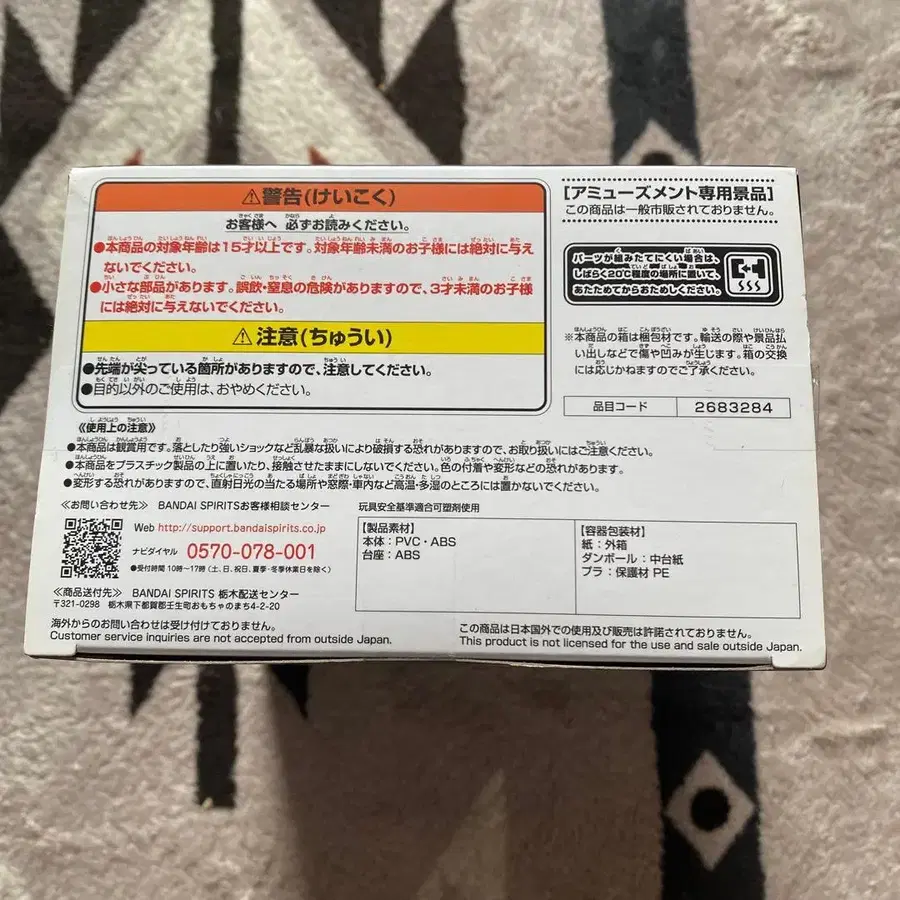 ⚠警告(けいこく)
お客様へ 必ずお読みください。
●本商品の対象年齢は15才以上です。対象年齢未満のお子様には絶対に与え
ないでください。
●小さな部品があります。誤飲・窒息の危険がありますので、3才未満のお子様
には絶対に与えないでください。
⚠注意(ちゅうい)
●先端が尖っている箇所がありますので、注意してください。
●目的以外のご使用は、おやめください。
[アミューズメント専用景品]
この商品は一般市販されておりません。
パーツが組みたてにくい場合は、
しばらく20℃程度の場所に置いて、
あたためてからおためしください。
※本商品の箱は梱包材です。輸送の際や景品払
い出しなどで傷や凹みが生じます。箱の交換
には応じかねますのでご了承ください。
品目コード 2683284
《使用上の注意》
●本商品は観賞用です。落としたり強いショックなど乱暴な扱いにより破損する恐れがありますので、お取り扱いにはご注意ください。
●本商品をプラスチック製品の上に置いたり、接触させたままにしないでください。色の付着や変形などの恐れがあります。
●変形する恐れがありますので、直射日光の当たる場所や窓際・車内など高温・多湿のところには置かないでください。
≪お問い合わせ先≫ BANDAI SPIRITSお客様相談センター
Web http://support.bandaispirits.co.jp
ナビダイヤル 0570-078-001
●受付時間 10時〜17時(土、日、祝日、夏季・冬季休業日を除く)
≪商品送付先≫ BANDAI SPIRITS 栃木配送センター
〒321-0298 栃木県下都賀郡壬生町おもちゃのまち4-2-20
玩具安全基準適合可塑剤使用
【製品素材】
本体：PVC・ABS
台座：ABS
【容器包装材】
紙：外箱
ダンボール：中台紙
プラ：保護材 PE
海外からのお問い合わせは受け付けておりません。
Customer service inquiries are not accepted from outside Japan.
この商品は日本国外での使用及び販売は許諾されておりません。
This product is not licensed for the use and sale outside Japan.